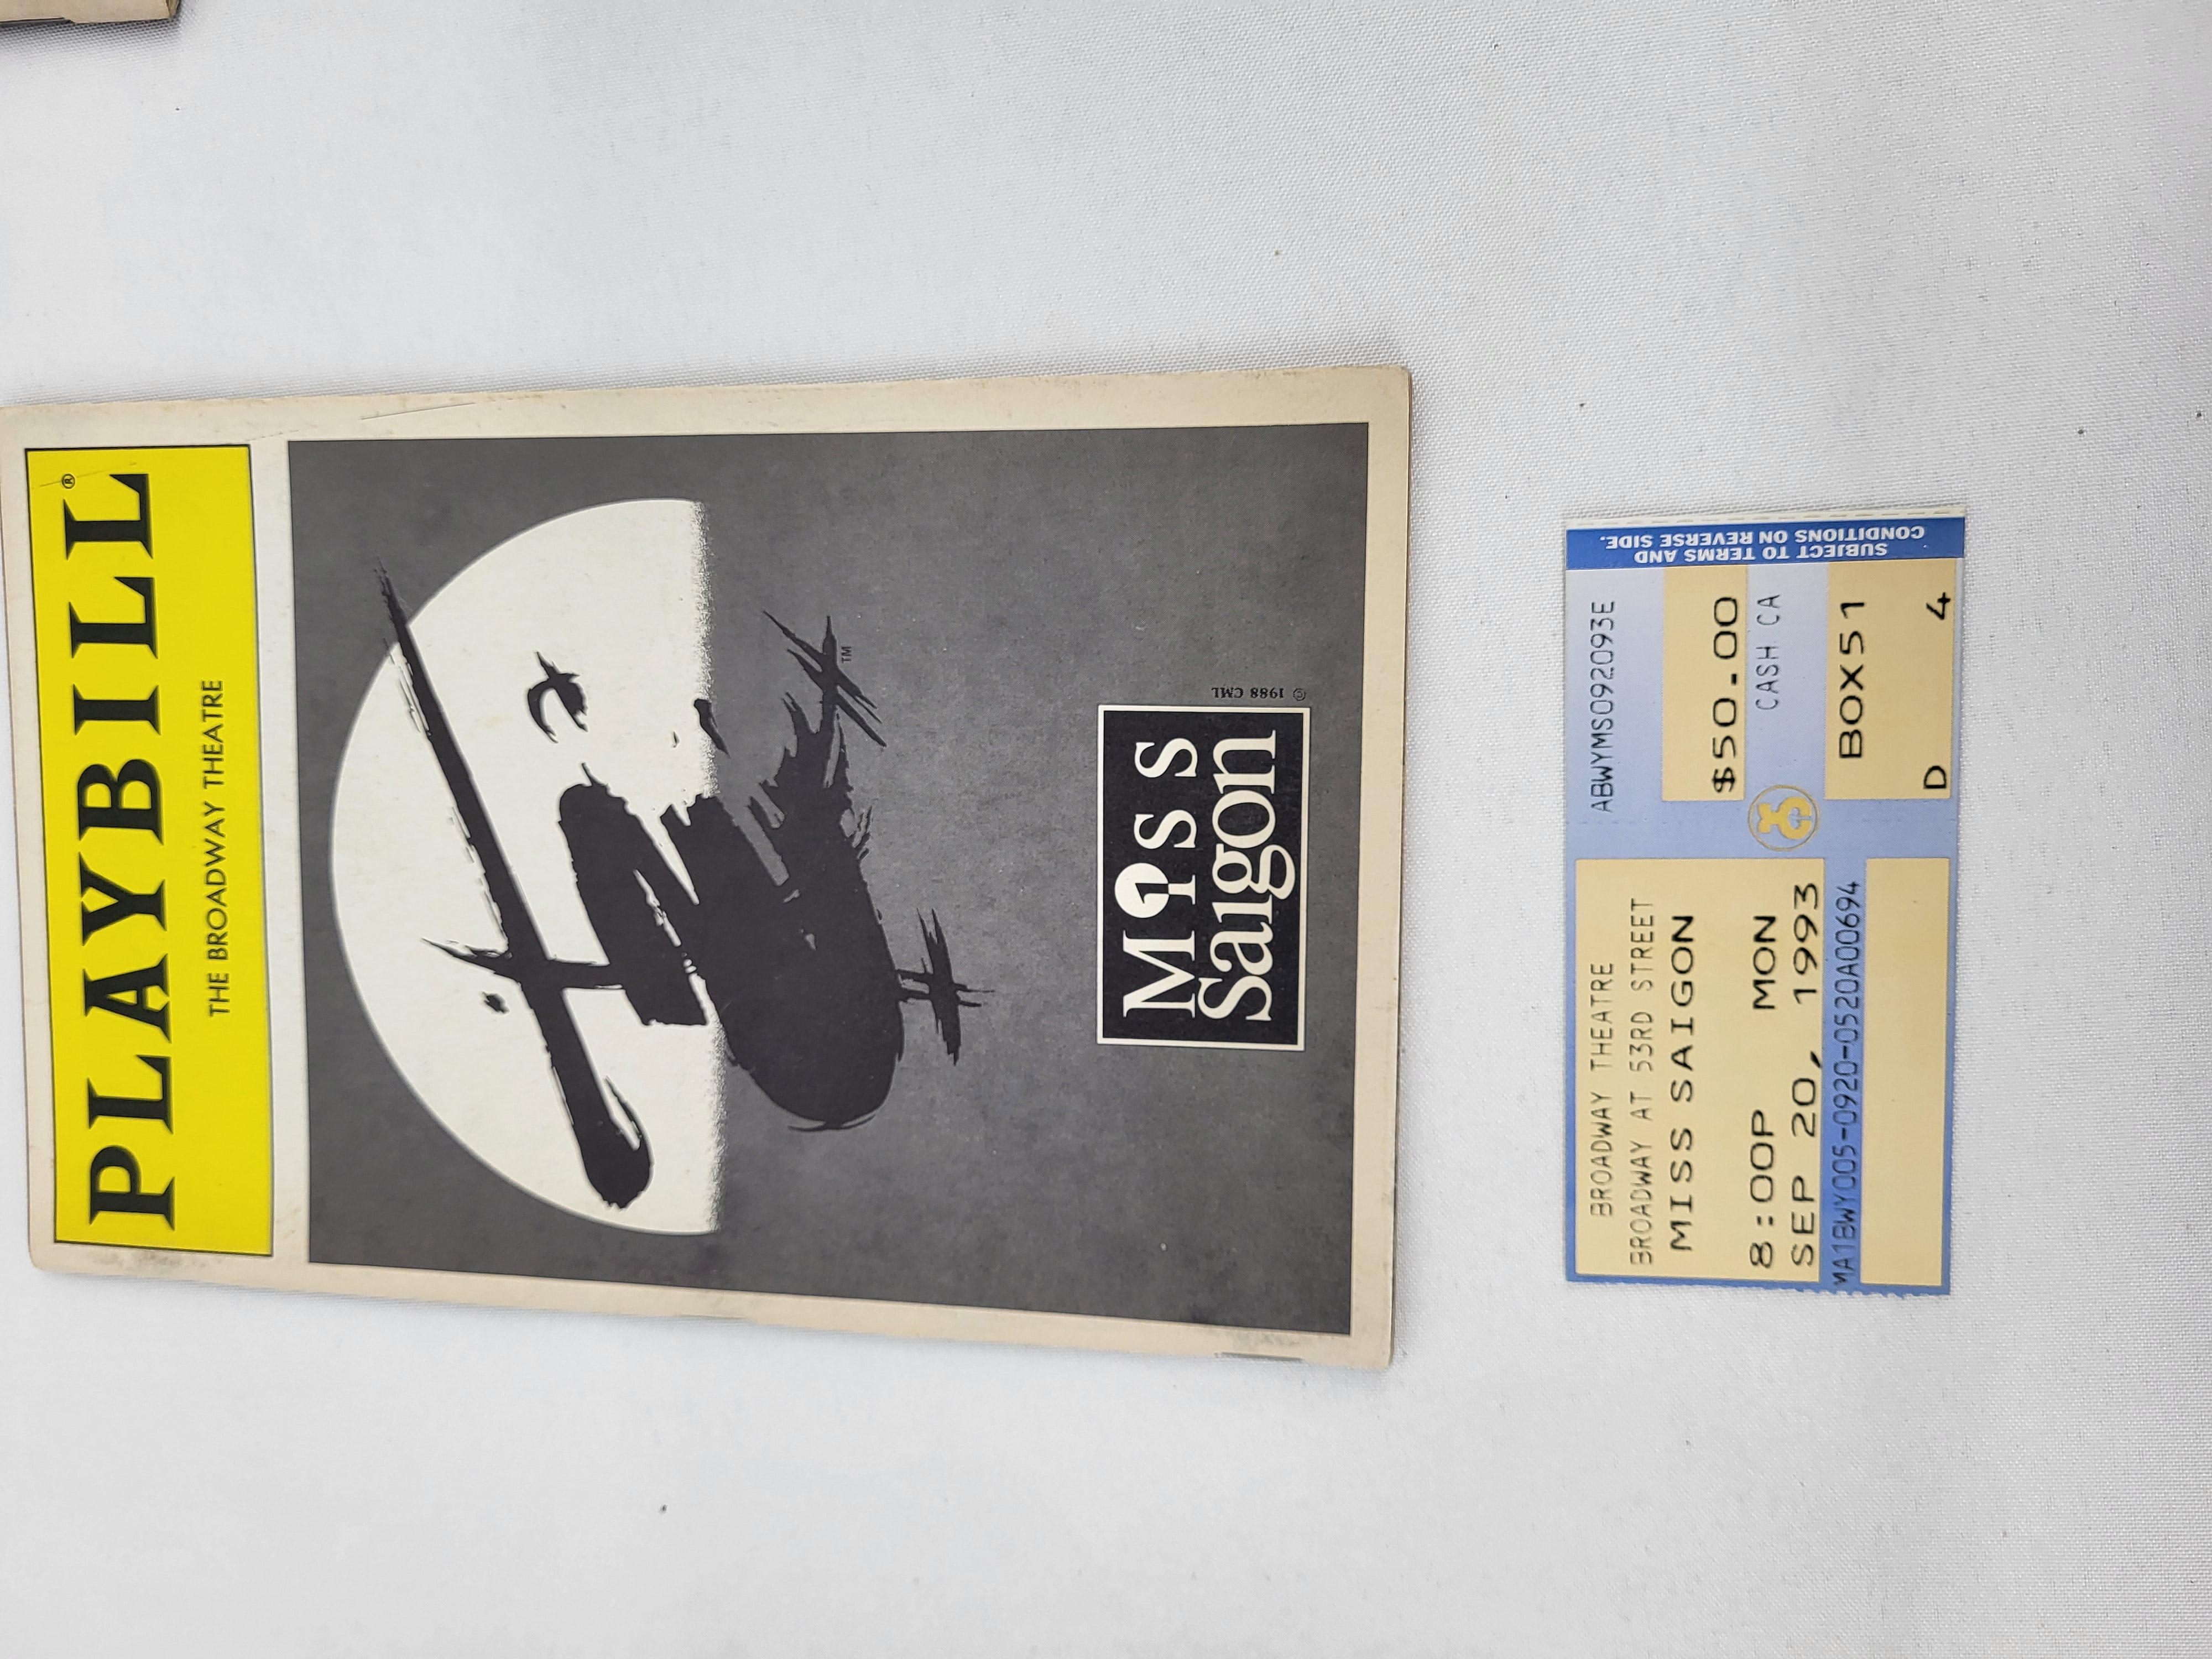 PLAYBILL®
THE BROADWAY THEATRE
™
MISS
Saigon
© 1988 CML
BROADWAY THEATRE
BROADWAY AT 53RD STREET
MISS SAIGON
8:00P MON
SEP 20, 1993
MA1BWY005-0920-0520A00694
ABWYMS092093E
$50.00
CASH CA
BOX51
D 4
SUBJECT TO TERMS AND
CONDITIONS ON REVERSE SIDE.